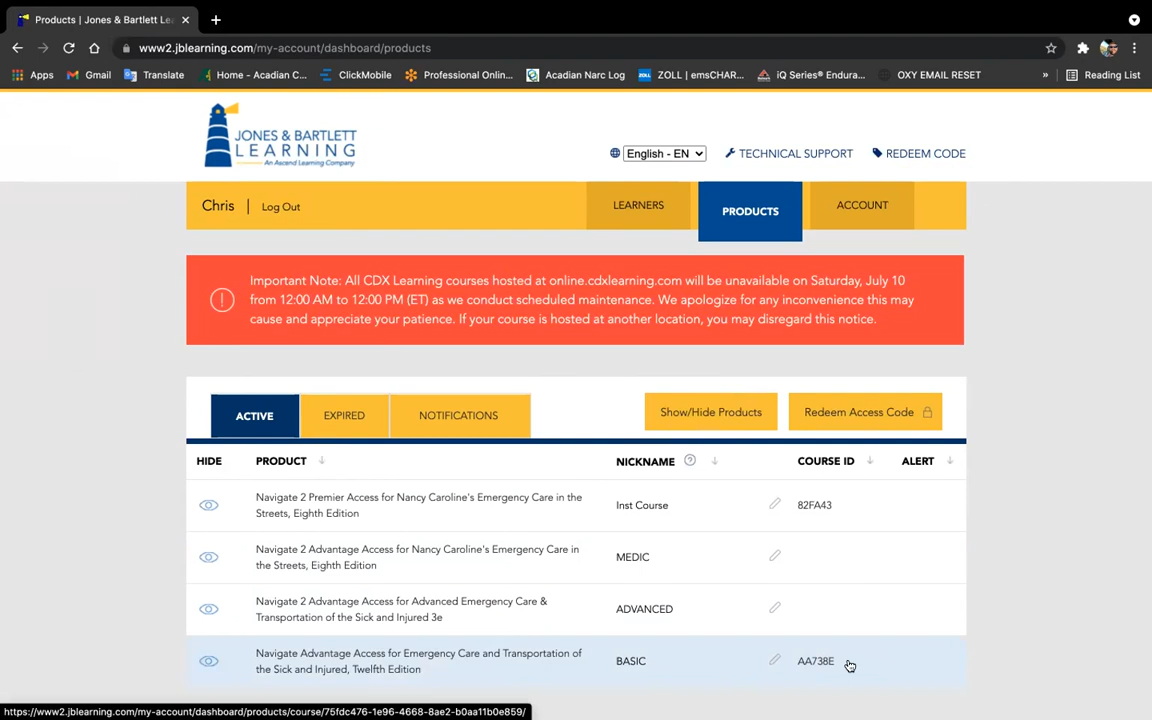 Products | Jones & Bartlett Lea
www2.jblearning.com/my-account/dashboard/products
Apps Gmail Translate Home - Acadian C... ClickMobile Professional Onlin... Acadian Narc Log ZOLL | emsCHAR... iQ Series® Endura... OXY EMAIL RESET » Reading List
JONES & BARTLETT
LEARNING
An Ascend Learning Company
English - EN TECHNICAL SUPPORT REDEEM CODE
Chris | Log Out LEARNERS PRODUCTS ACCOUNT
Important Note: All CDX Learning courses hosted at online.cdxlearning.com will be unavailable on Saturday, July 10
from 12:00 AM to 12:00 PM (ET) as we conduct scheduled maintenance. We apologize for any inconvenience this may
cause and appreciate your patience. If your course is hosted at another location, you may disregard this notice.
ACTIVE EXPIRED NOTIFICATIONS Show/Hide Products Redeem Access Code
HIDE PRODUCT NICKNAME COURSE ID ALERT
Navigate 2 Premier Access for Nancy Caroline's Emergency Care in the
Streets, Eighth Edition
Inst Course 82FA43
Navigate 2 Advantage Access for Nancy Caroline's Emergency Care in
the Streets, Eighth Edition
MEDIC
Navigate 2 Advantage Access for Advanced Emergency Care &
Transportation of the Sick and Injured 3e
ADVANCED
Navigate Advantage Access for Emergency Care and Transportation of
the Sick and Injured, Twelfth Edition
BASIC AA738E
https://www2.jblearning.com/my-account/dashboard/products/course/75fdc476-1e96-4668-8ae2-b0aa11b0e859/